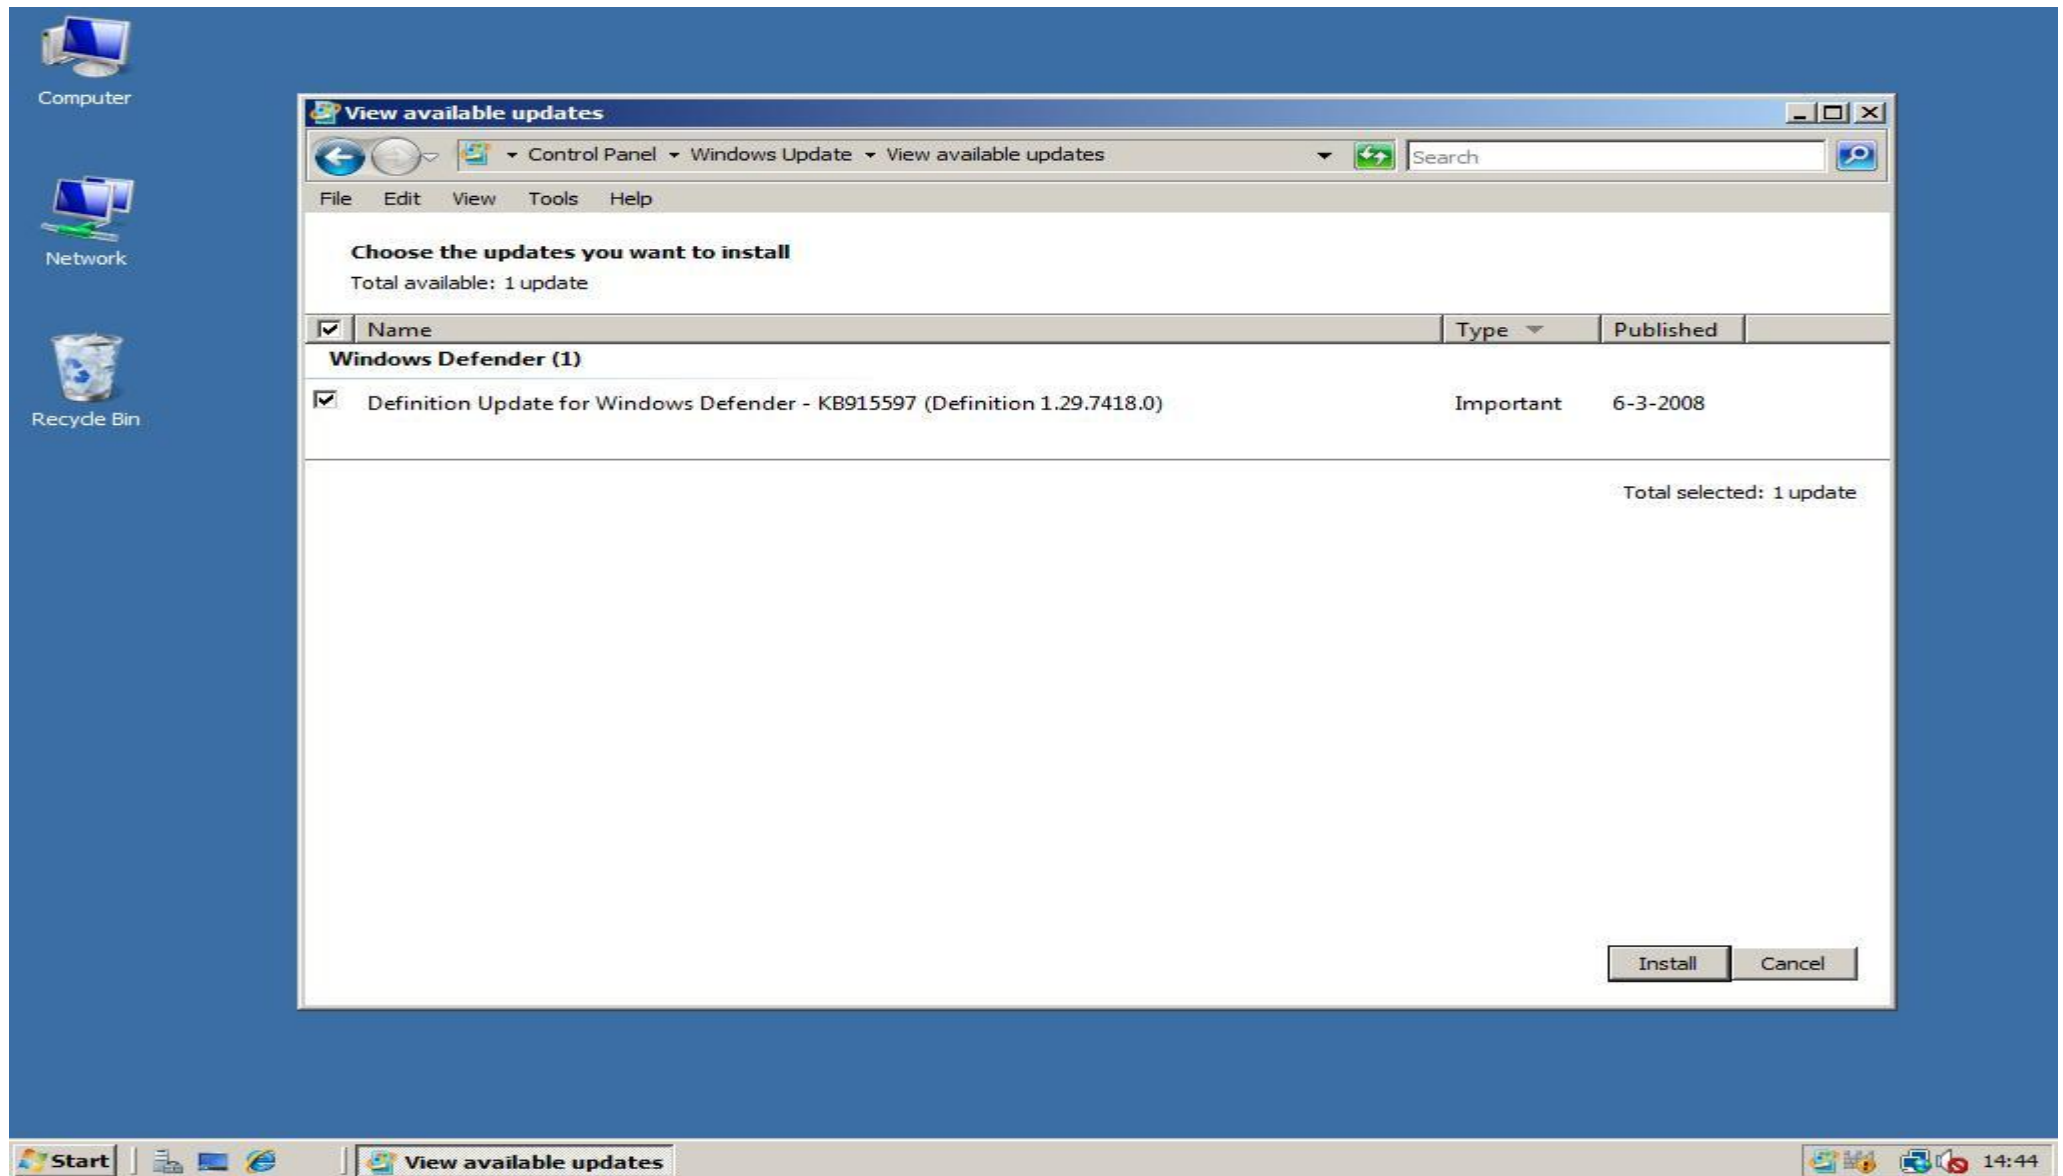 Computer
Network
Recycle Bin
View available updates
Control Panel Windows Update View available updates
Search
File Edit View Tools Help
Choose the updates you want to install
Total available: 1 update
Name Type Published
Windows Defender (1)
Definition Update for Windows Defender - KB915597 (Definition 1.29.7418.0) Important 6-3-2008
Total selected: 1 update
Install Cancel
Start View available updates 14:44